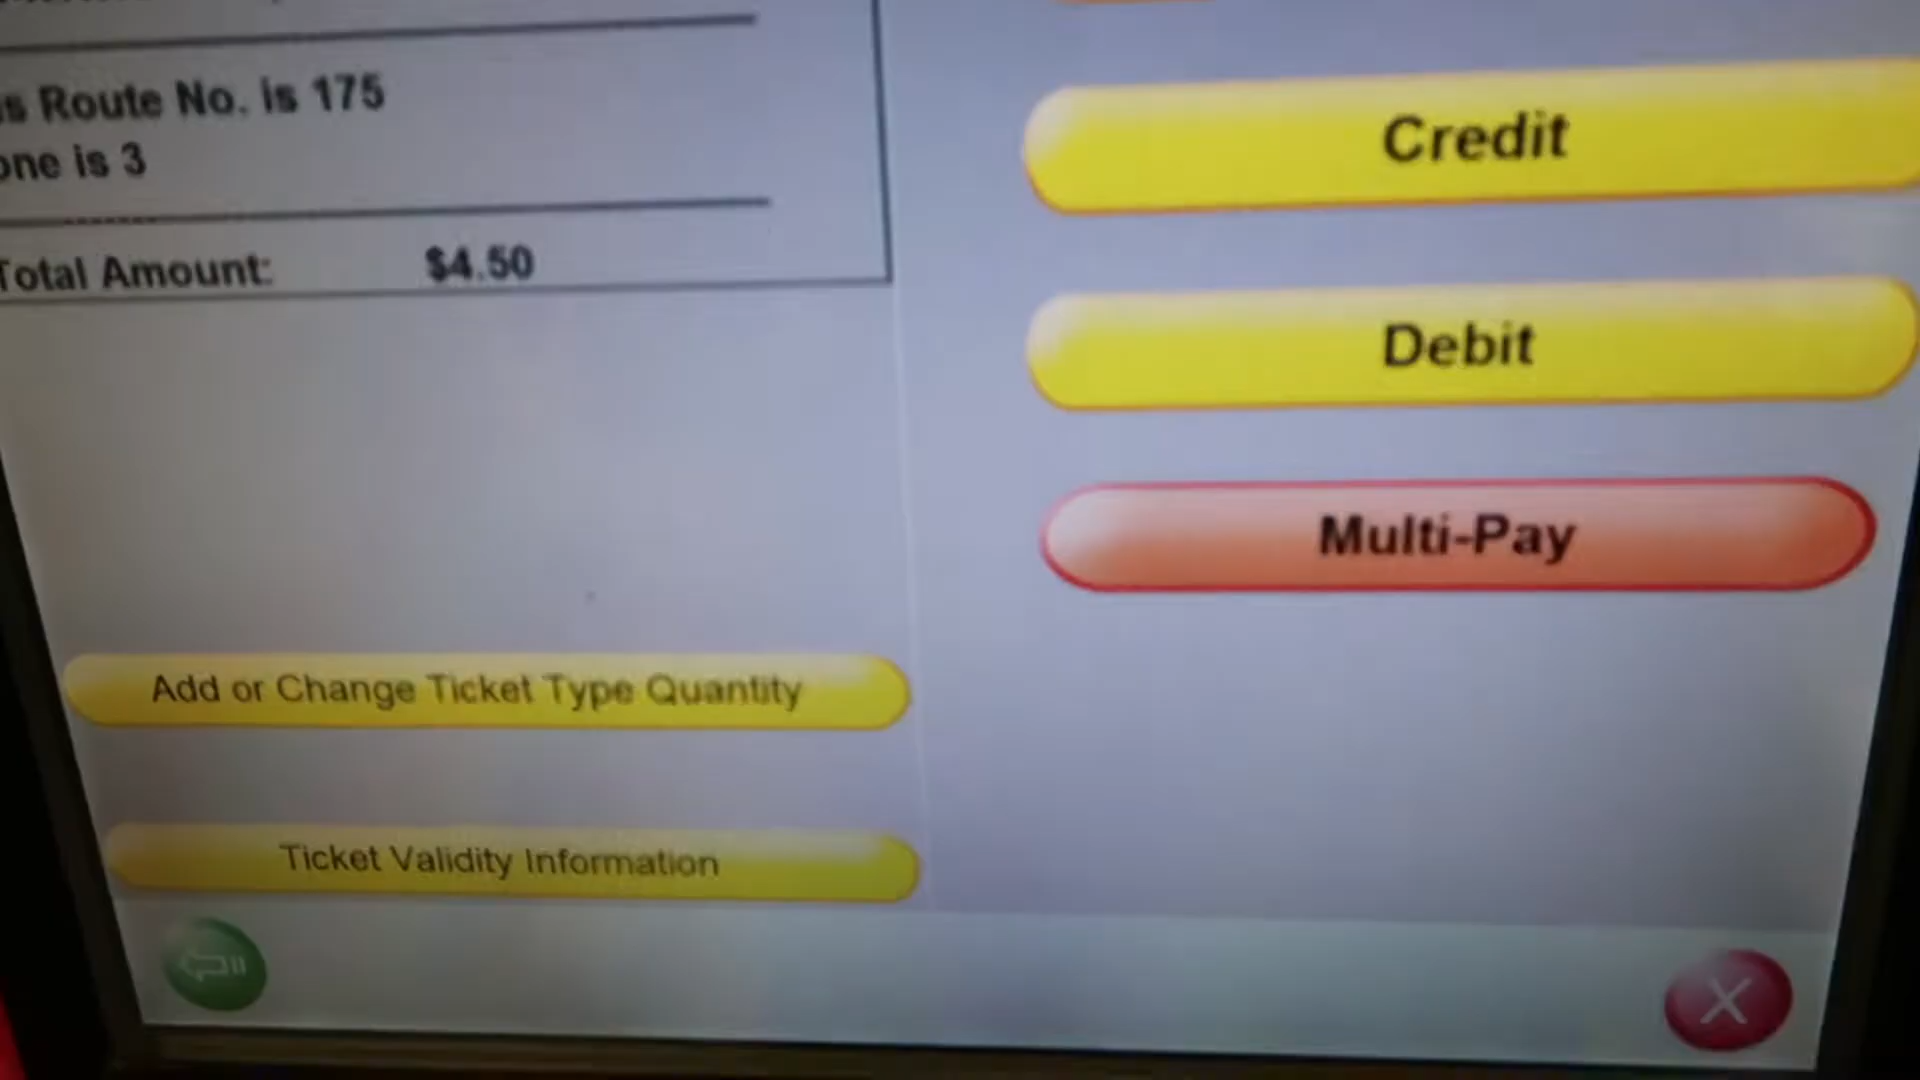 s Route No. is 175
one is 3
Total Amount: $4.50
Credit
Debit
Multi-Pay
Add or Change Ticket Type Quantity
Ticket Validity Information
X